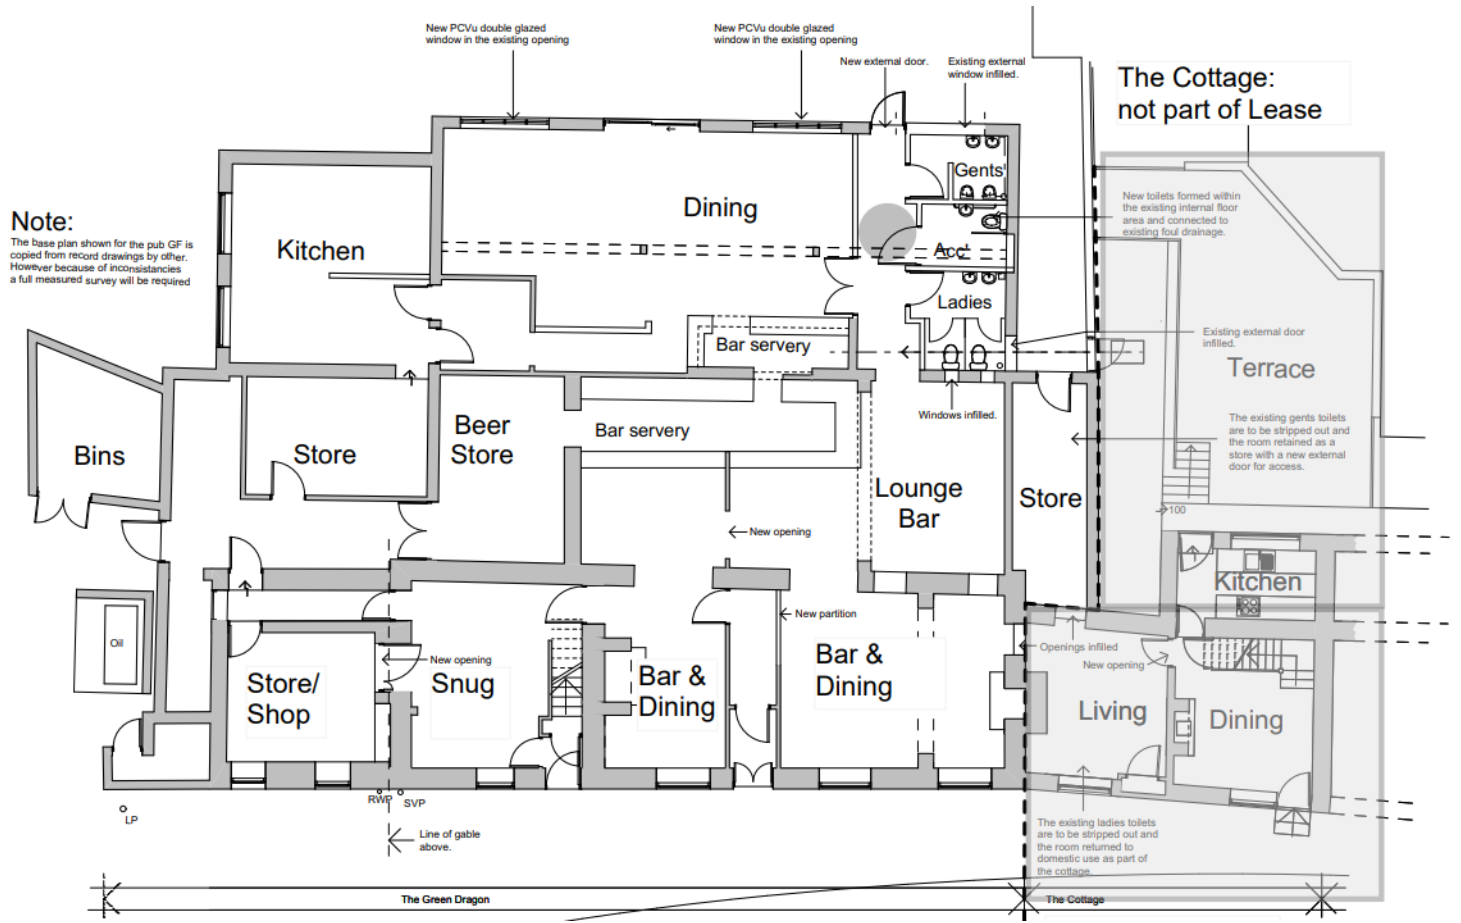 New PCVu double glazed
window in the existing opening
New PCVu double glazed
window in the existing opening
New external door.
Existing external
window infilled.
The Cottage:
not part of Lease
Note:
The base plan shown for the pub GF is
copied from record drawings by other.
However because of inconsistancies
a full measured survey will be required
Kitchen
Dining
Gents'
Acc'
Ladies
New toilets formed within
the existing internal floor
area and connected to
existing foul drainage.
Bar servery
Existing external door
infilled.
Terrace
Windows infilled.
The existing gents toilets
are to be stripped out and
the room retained as a
store with a new external
door for access.
Bins
Store
Beer
Store
Bar servery
Lounge
Bar
Store
100
New opening
Kitchen
Oil
New partition
Openings infilled
New opening
Store/
Shop
New opening
Snug
Bar &
Dining
Bar &
Dining
Living
Dining
LP
RWP
SVP
Line of gable
above.
The existing ladies toilets
are to be stripped out and
the room returned to
domestic use as part of
the cottage.
The Green Dragon
The Cottage